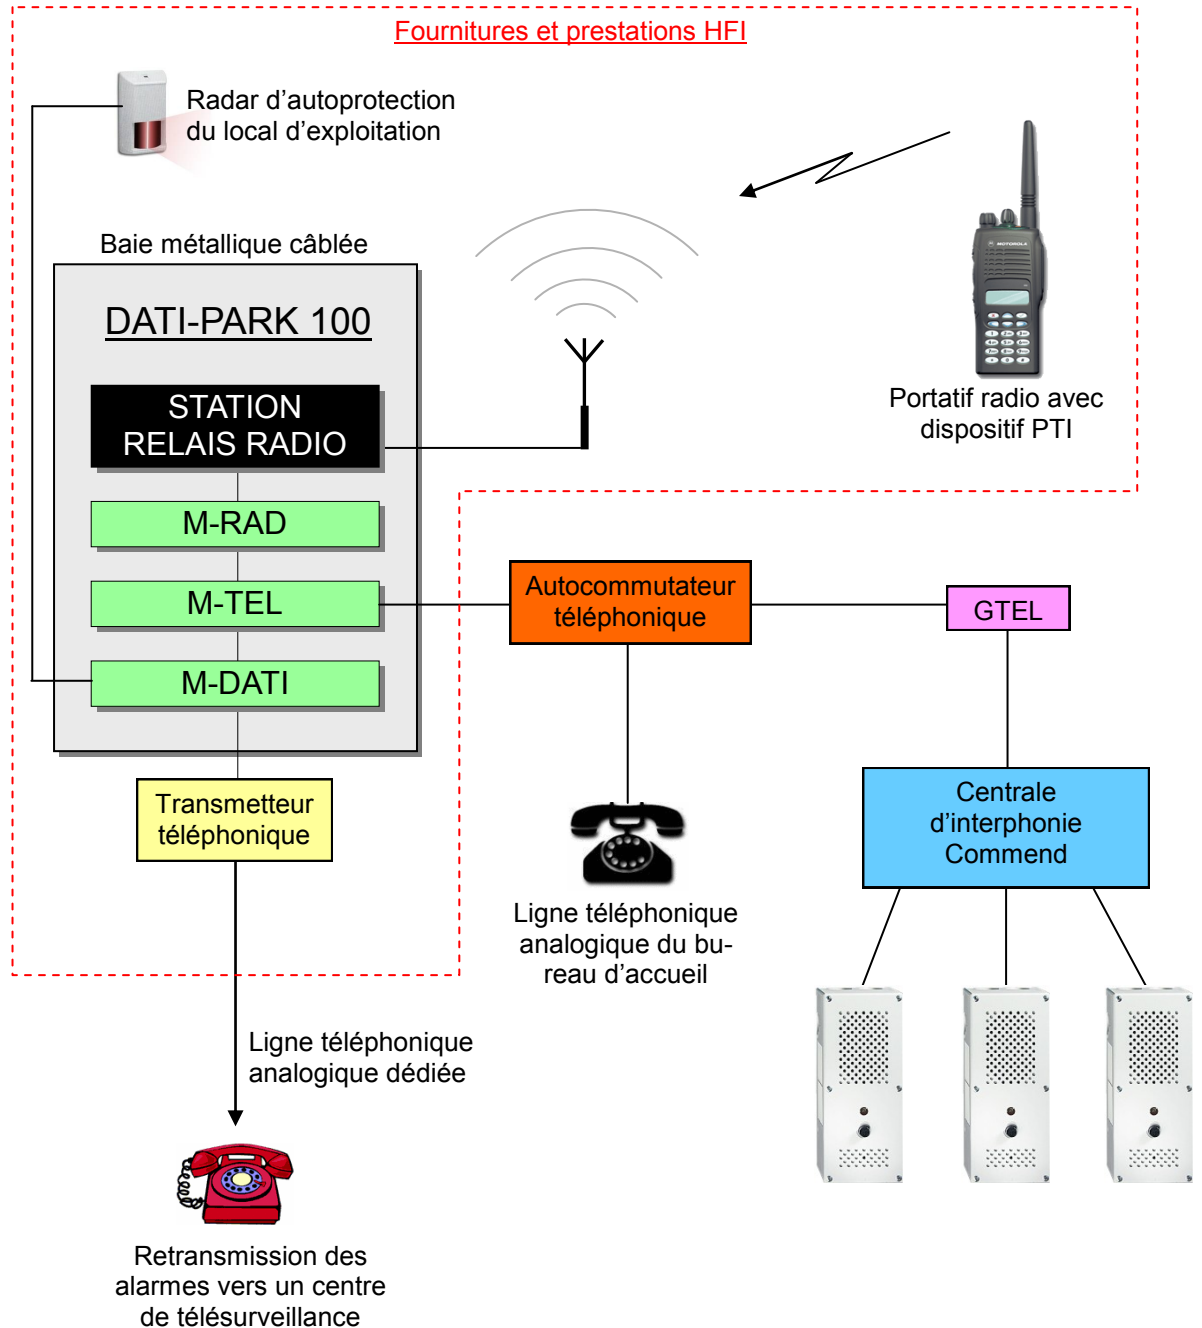 Fournitures et prestations HFI
Radar d’autoprotection
du local d’exploitation
Baie métallique câblée
DATI-PARK 100
STATION
RELAIS RADIO
M-RAD
M-TEL
M-DATI
MOTOROLA
Portatif radio avec
dispositif PTI
Autocommutateur
téléphonique
GTEL
Transmetteur
téléphonique
Centrale
d’interphonie
Commend
Ligne téléphonique
analogique du bu-
reau d’accueil
Ligne téléphonique
analogique dédiée
Retransmission des
alarmes vers un centre
de télésurveillance